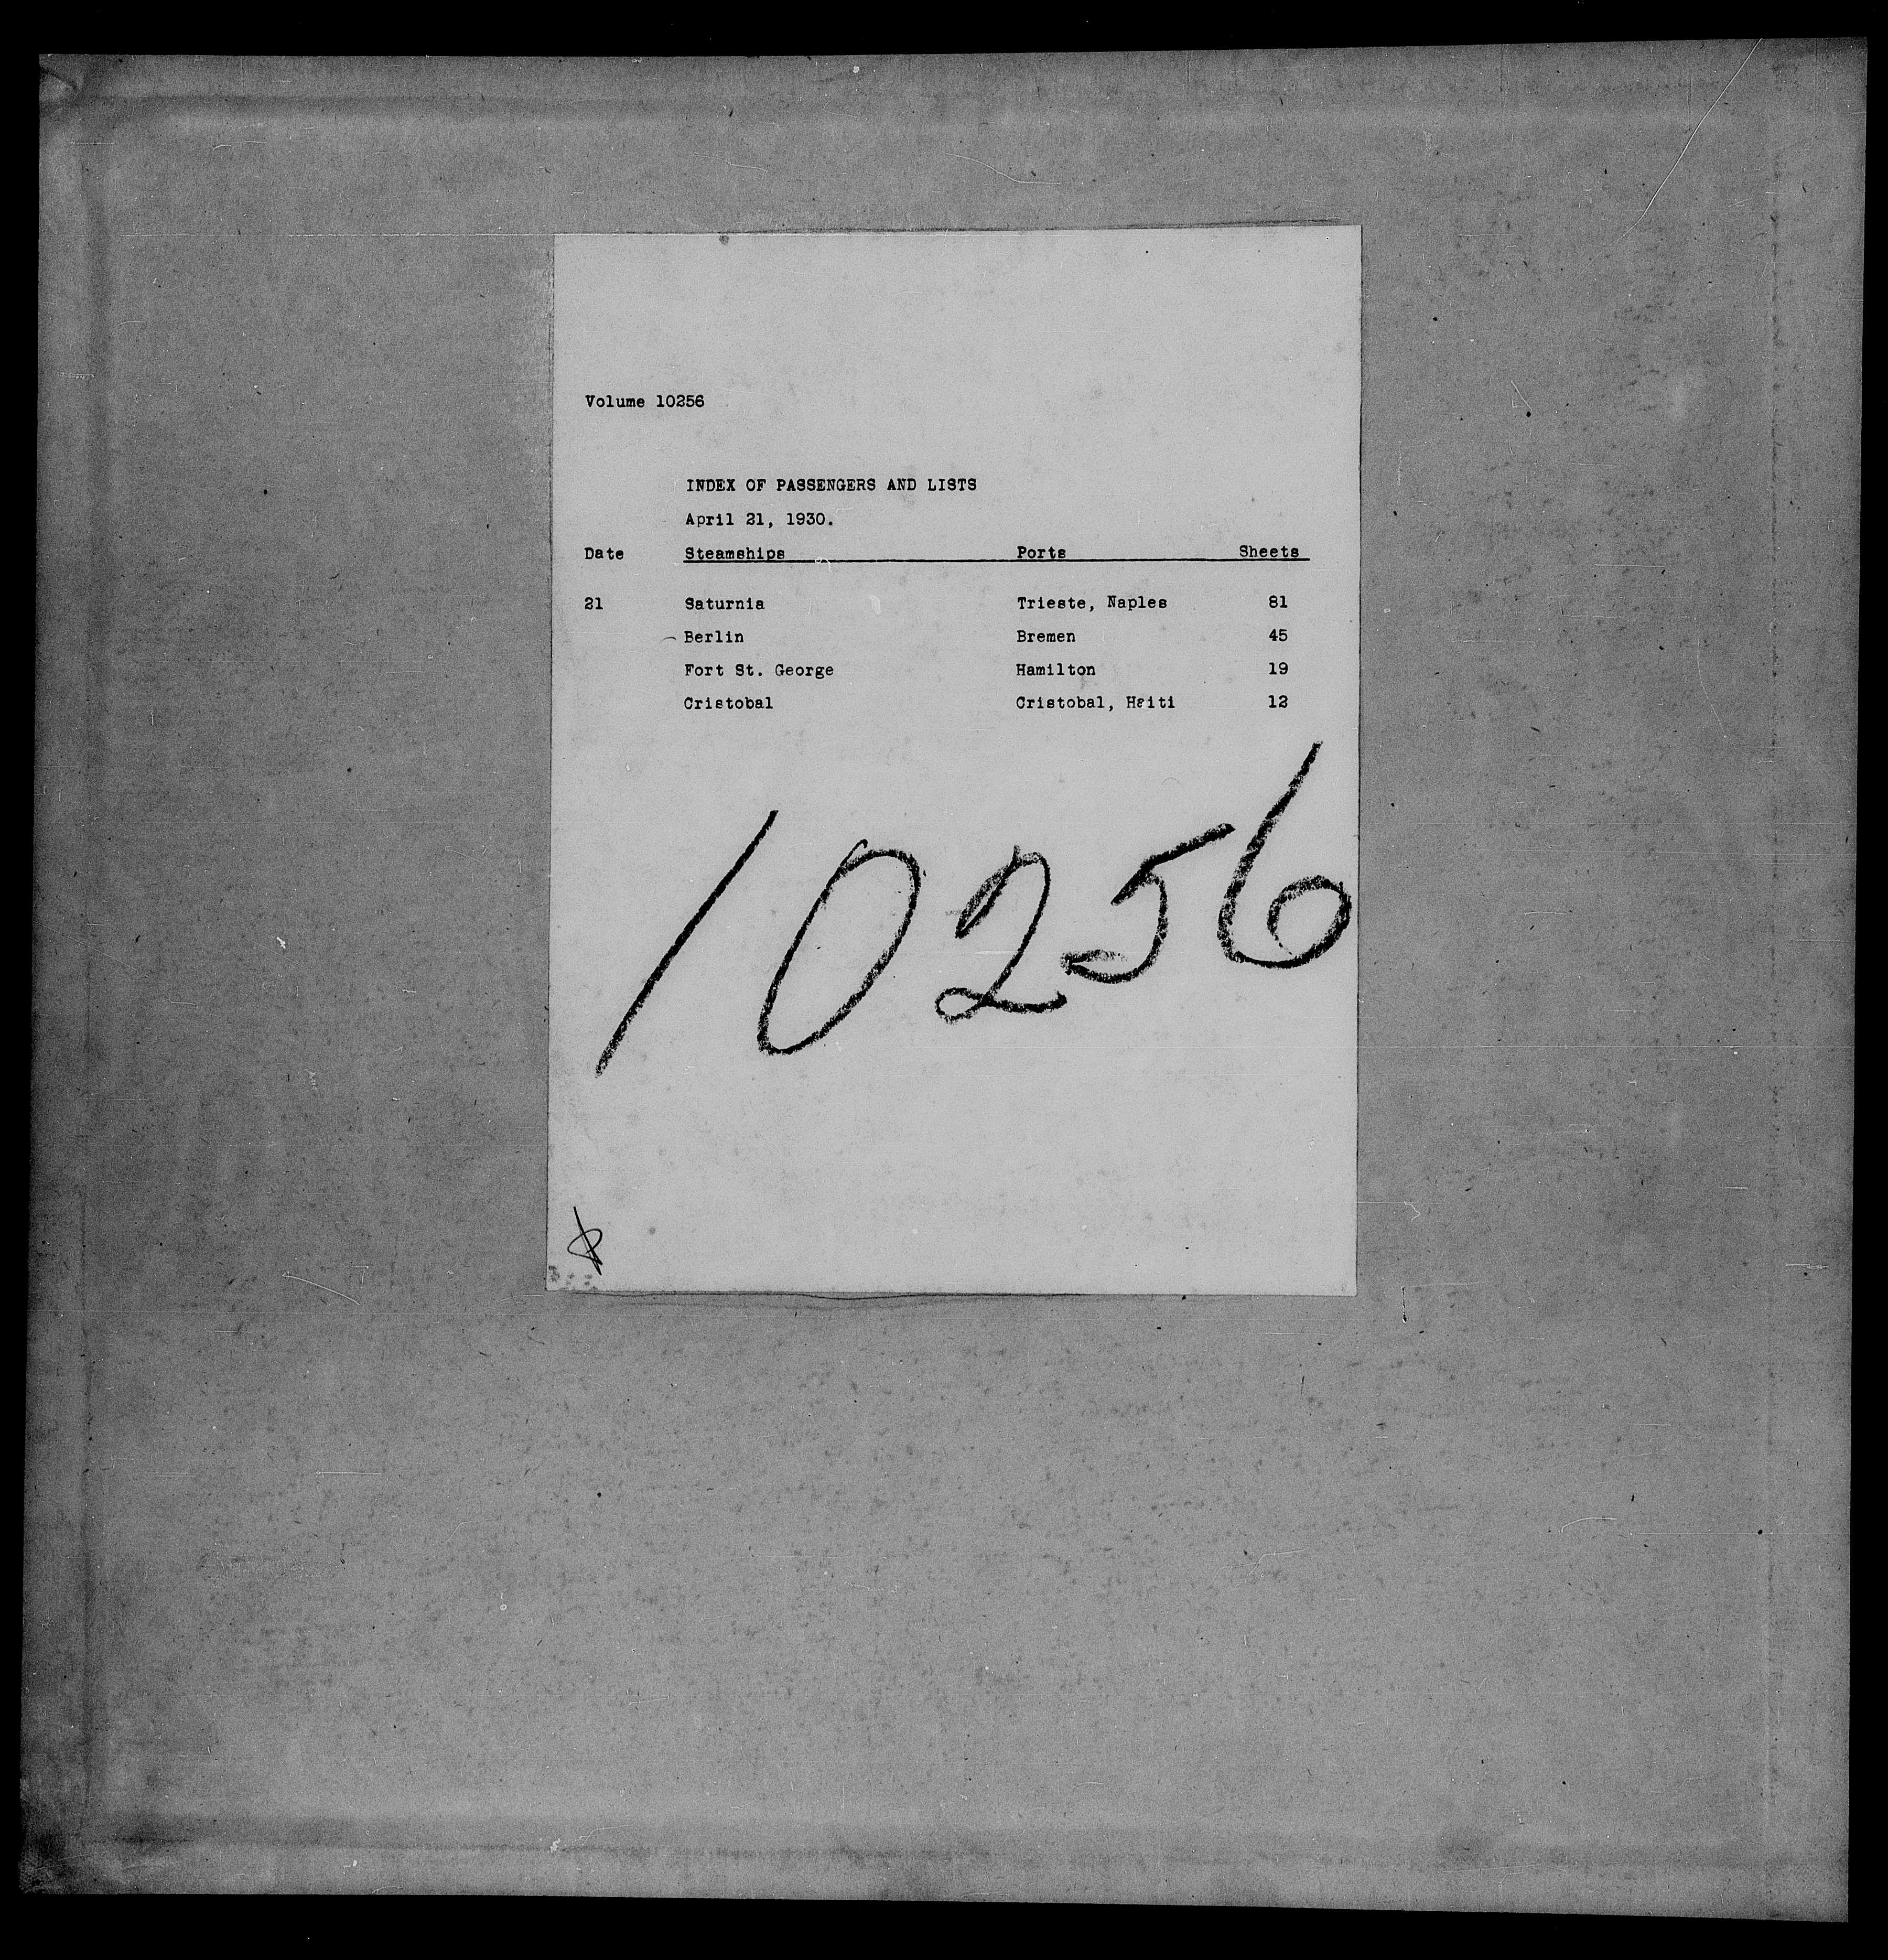 Volume 10256
INDEX OF PASSENGERS AND LISTS
April 21, 1930.
Date Steamships Ports Sheets
21 Saturnia Trieste, Naples 81
Berlin Bremen 45
Fort St. George Hamilton 19
Cristobal Cristobal, Haiti 12
10256